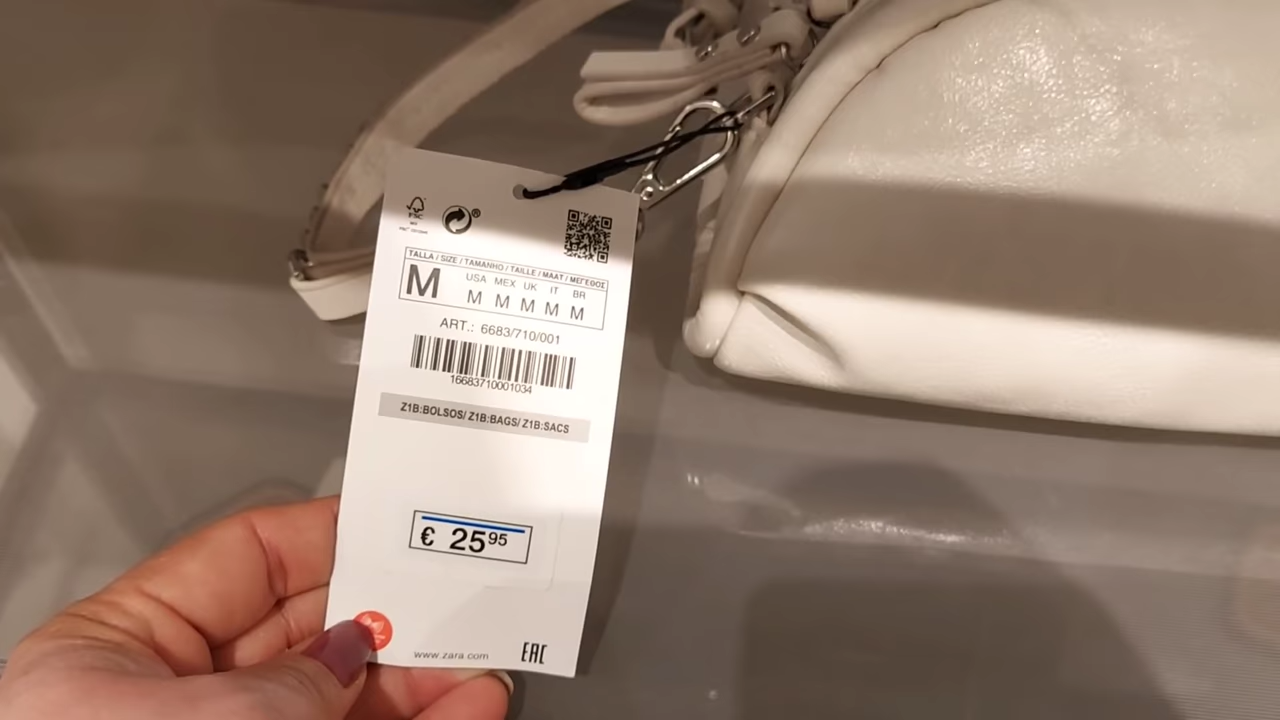 FSC
®
TALLA / SIZE / TAMANHO / TAILLE / MAAT / ΜΕΓΕΘΟΣ
M
USA MEX UK IT BR
M M M M M
ART.: 6683/710/001
16683710001034
Z1B:BOLSOS/ Z1B:BAGS/ Z1B:SACS
€ 25 95
www.zara.com
EAC